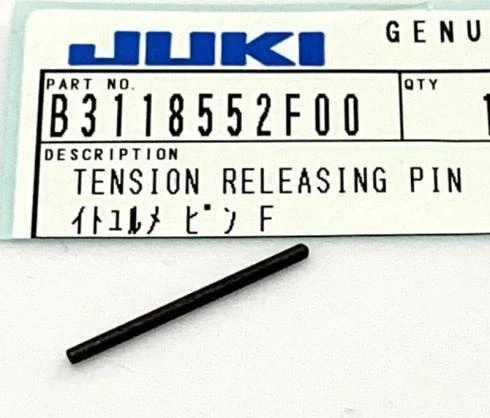 JUKI GENU
PART NO. QTY
B3118552F00 1
DESCRIPTION
TENSION RELEASING PIN
イトユルメ ピン F